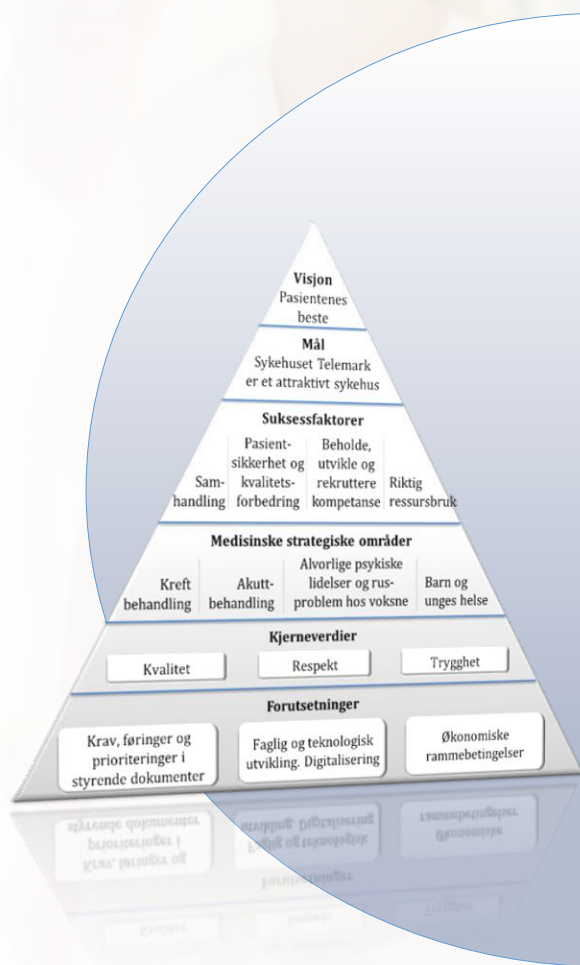 Visjon
Pasientenes
beste
Mål
Sykehuset Telemark
er et attraktivt sykehus
Suksessfaktorer
Sam-
handling
Pasient-
sikkerhet og
kvalitets-
forbedring
Beholde,
utvikle og
rekruttere
kompetanse
Riktig
ressursbruk
Medisinske strategiske områder
Kreft
behandling
Akutt-
behandling
Alvorlige psykiske
lidelser og rus-
problem hos voksne
Barn og
unges helse
Kjerneverdier
Kvalitet
Respekt
Trygghet
Forutsetninger
Krav, føringer og
prioriteringer i
styrende dokumenter
Faglig og teknologisk
utvikling. Digitalisering
Økonomiske
rammebetingelser